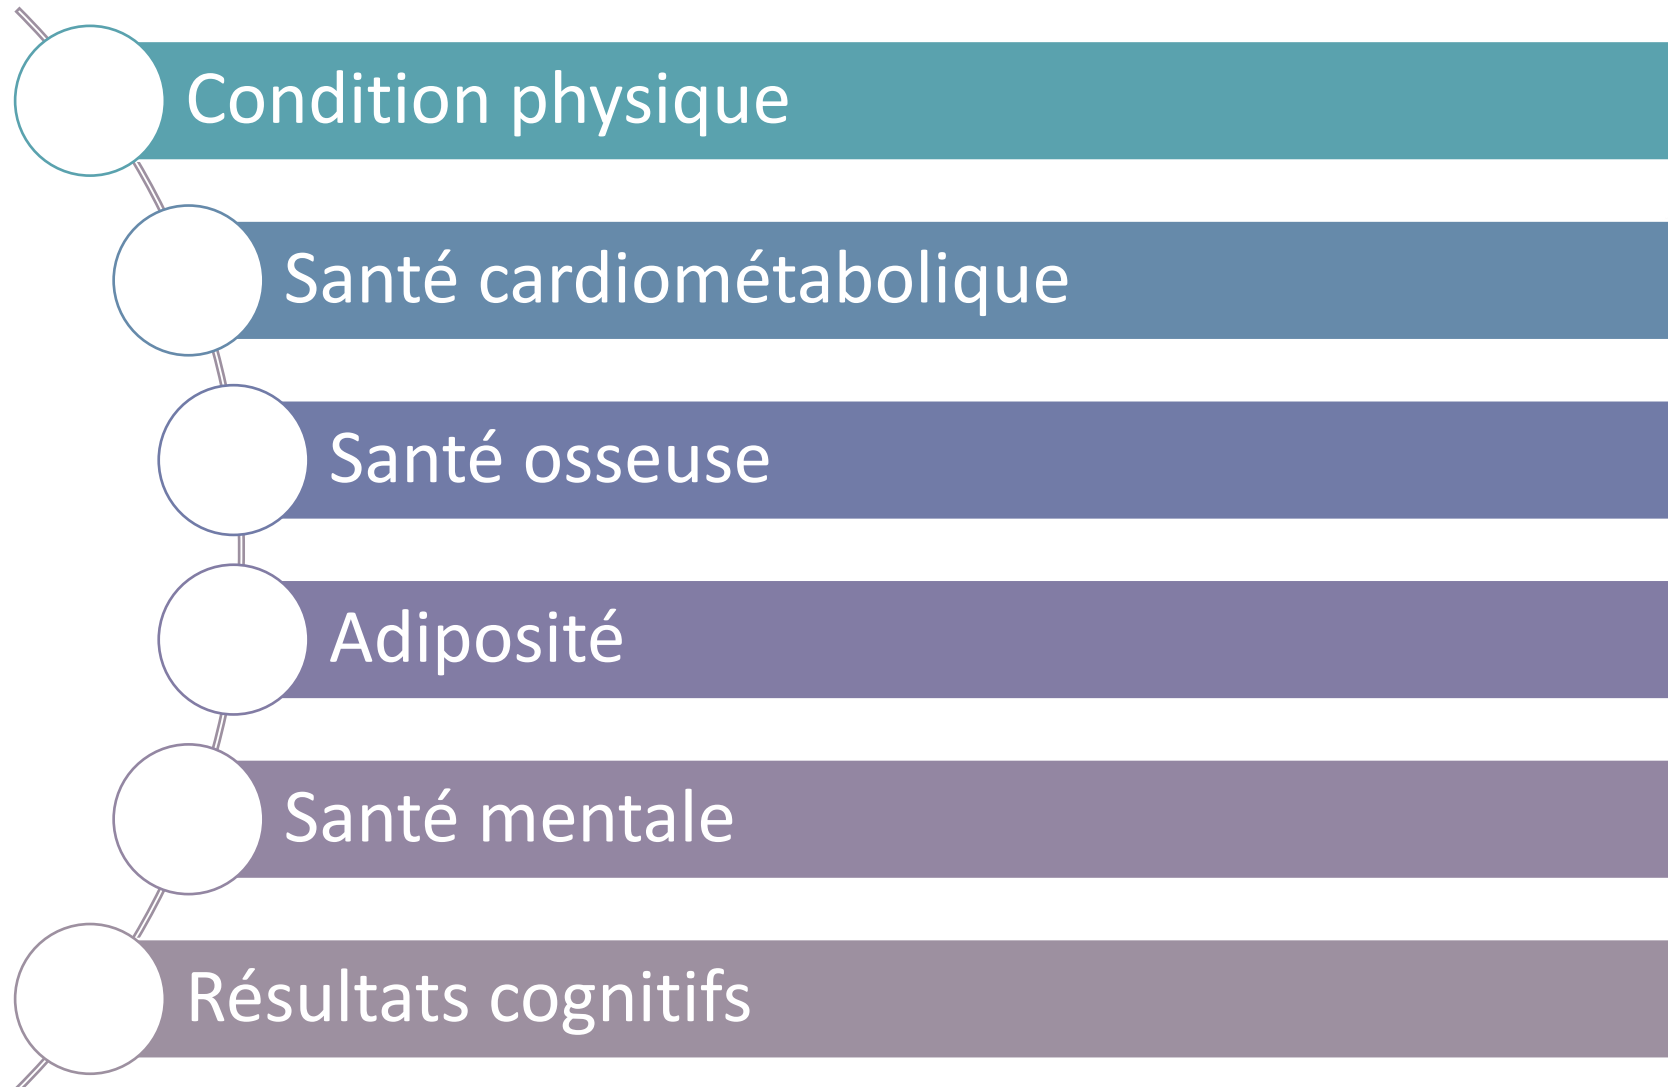 Condition physique
Santé cardiométabolique
Santé osseuse
Adiposité
Santé mentale
Résultats cognitifs